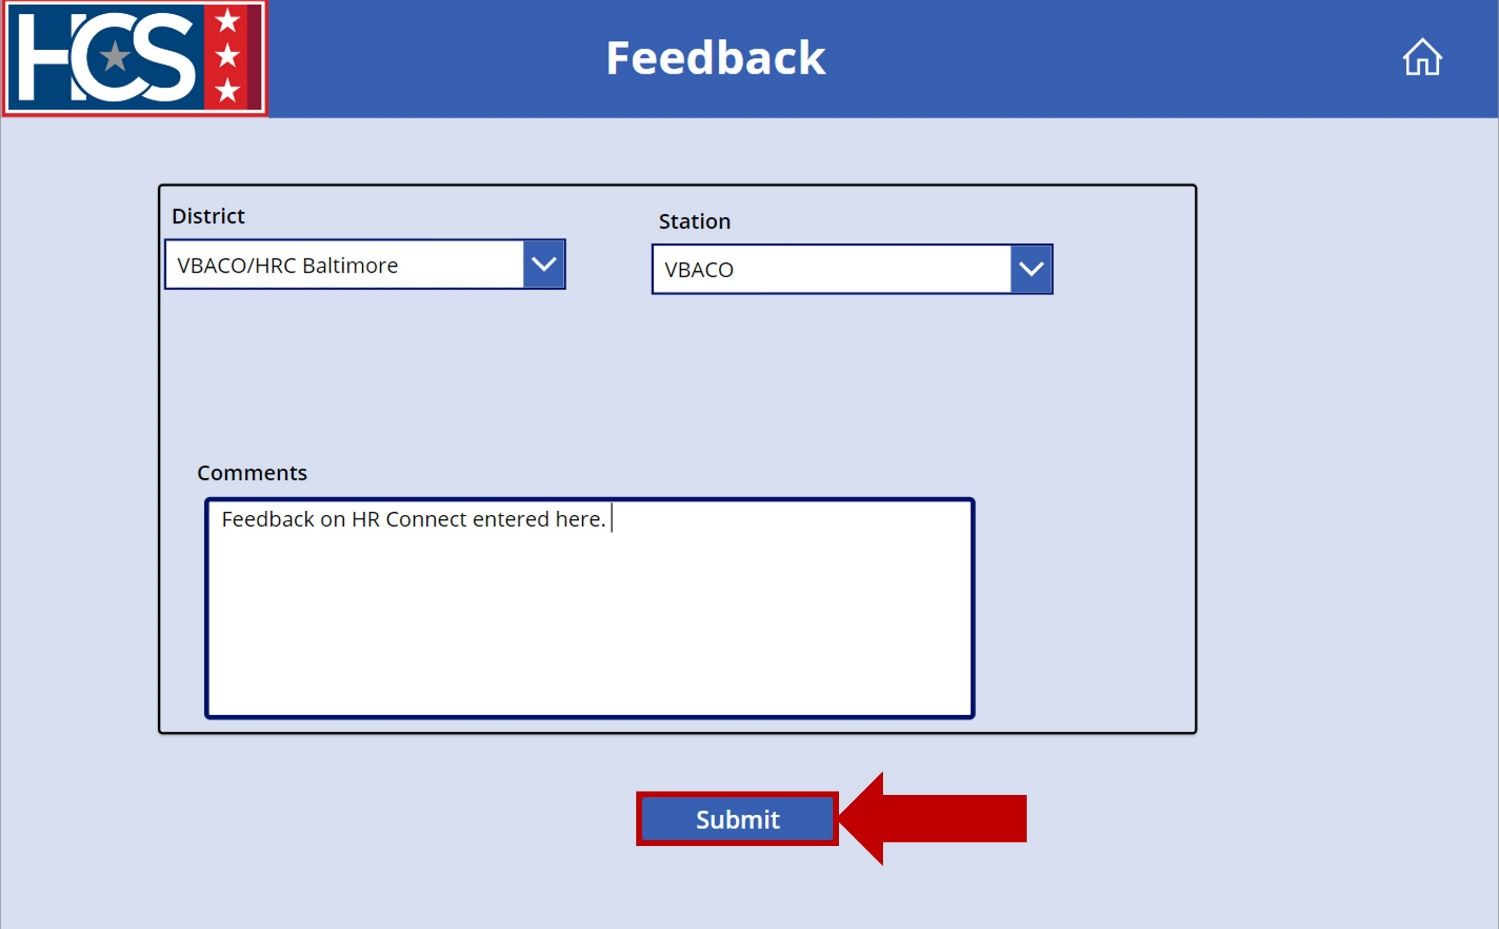 HCS
Feedback
District
Station
VBACO/HRC Baltimore
VBACO
Comments
Feedback on HR Connect entered here.
Submit